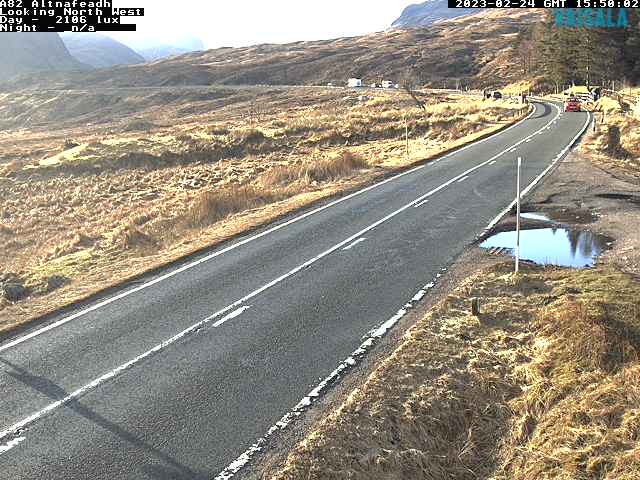 A82 Altnafeadh
Looking North West
Day - 2106 lux
Night - n/a
2023-02-24 GMT 15:50:02
VAISALA